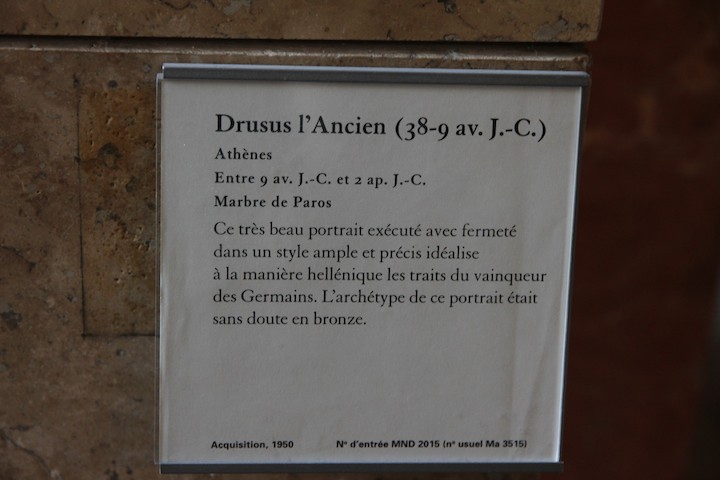 Drusus l'Ancien (38-9 av. J.-C.)
Athènes
Entre 9 av. J.-C. et 2 ap. J.-C.
Marbre de Paros
Ce très beau portrait exécuté avec fermeté
dans un style ample et précis idéalise
à la manière hellénique les traits du vainqueur
des Germains. L'archétype de ce portrait était
sans doute en bronze.
Acquisition, 1950 N° d'entrée MND 2015 (n° usuel Ma 3515)